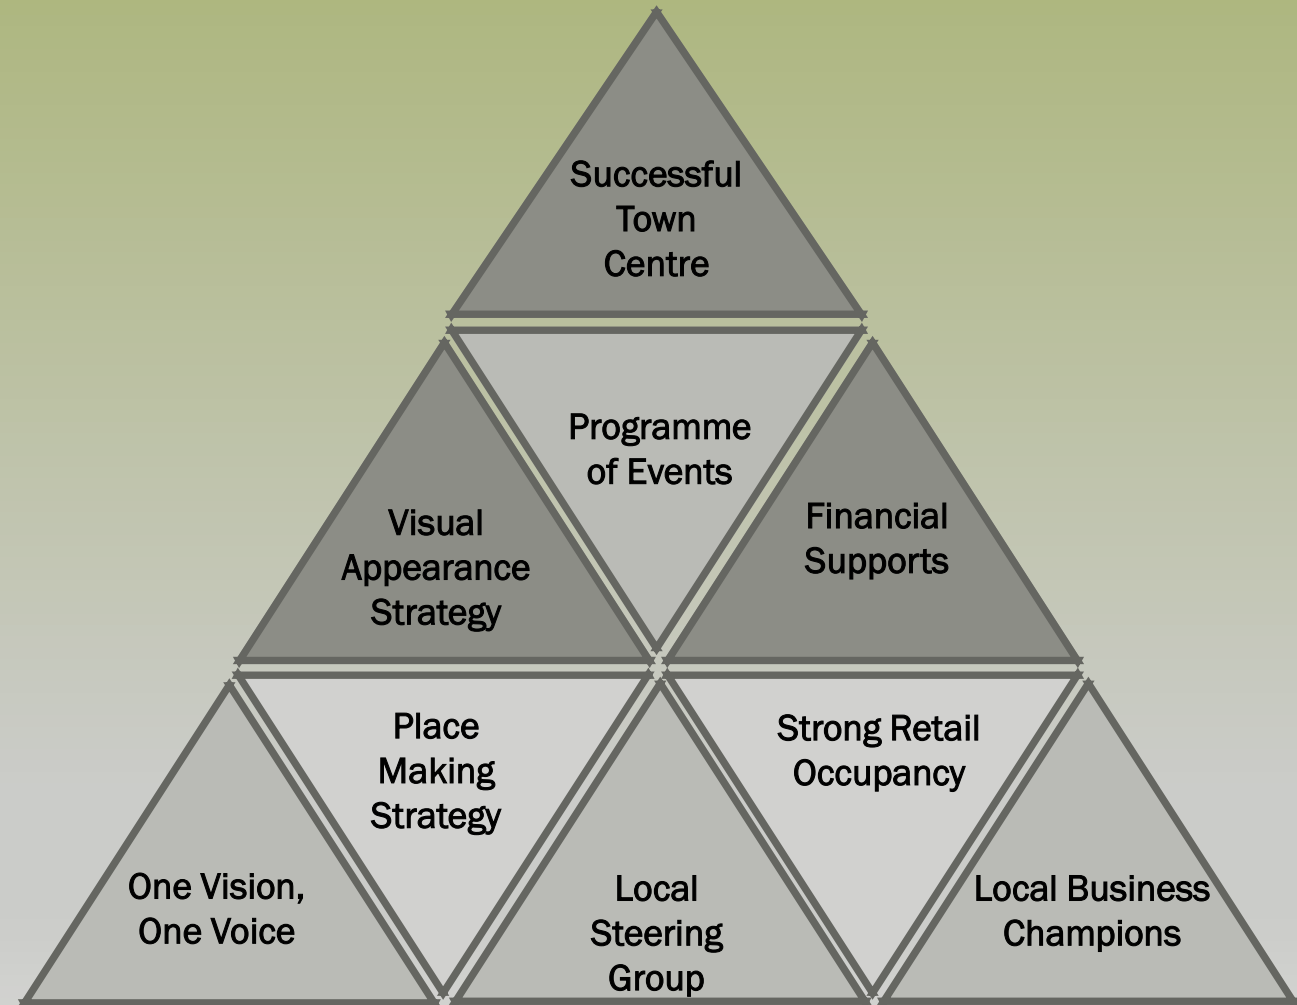 Successful
Town
Centre
Programme
of Events
Visual
Appearance
Strategy
Financial
Supports
Place
Making
Strategy
Strong Retail
Occupancy
One Vision,
One Voice
Local
Steering
Group
Local Business
Champions